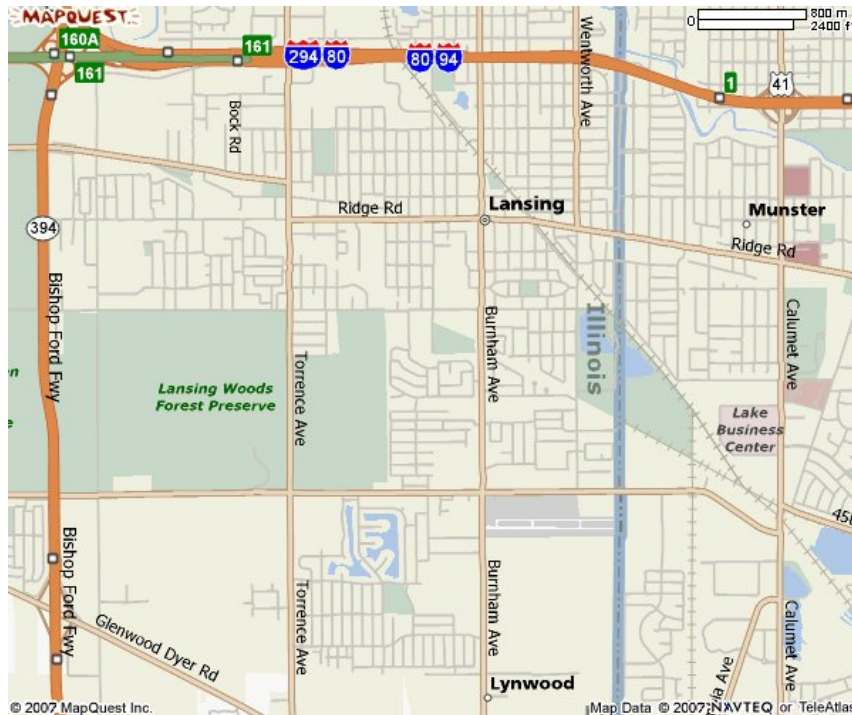 MAPQUEST
0
800 m
2400 f
160A
161
161
294
80
80
94
1
41
Wentworth Ave
Bock Rd
Ridge Rd
Lansing
Munster
Ridge Rd
394
Bishop Ford Fwy
Torrence Ave
Burnham Ave
Illinois
Calumet Ave
Lansing Woods
Forest Preserve
Lake
Business
Center
45t
Bishop Ford Fwy
Torrence Ave
Burnham Ave
Calumet Ave
Glenwood Dyer Rd
Lynwood
© 2007 MapQuest Inc.
Map Data © 2007 NAVTEQ or TeleAtlas